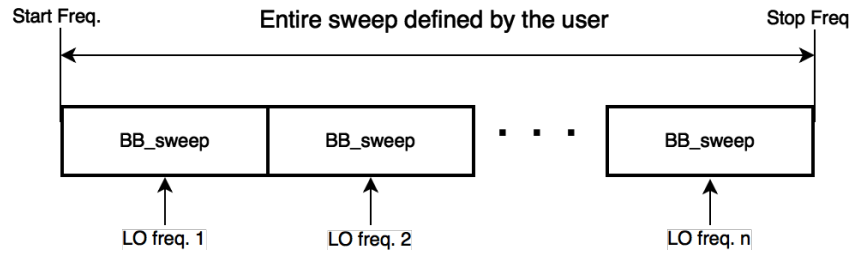 Start Freq.
Entire sweep defined by the user
Stop Freq
BB_sweep
BB_sweep
. . .
BB_sweep
LO freq. 1
LO freq. 2
LO freq. n